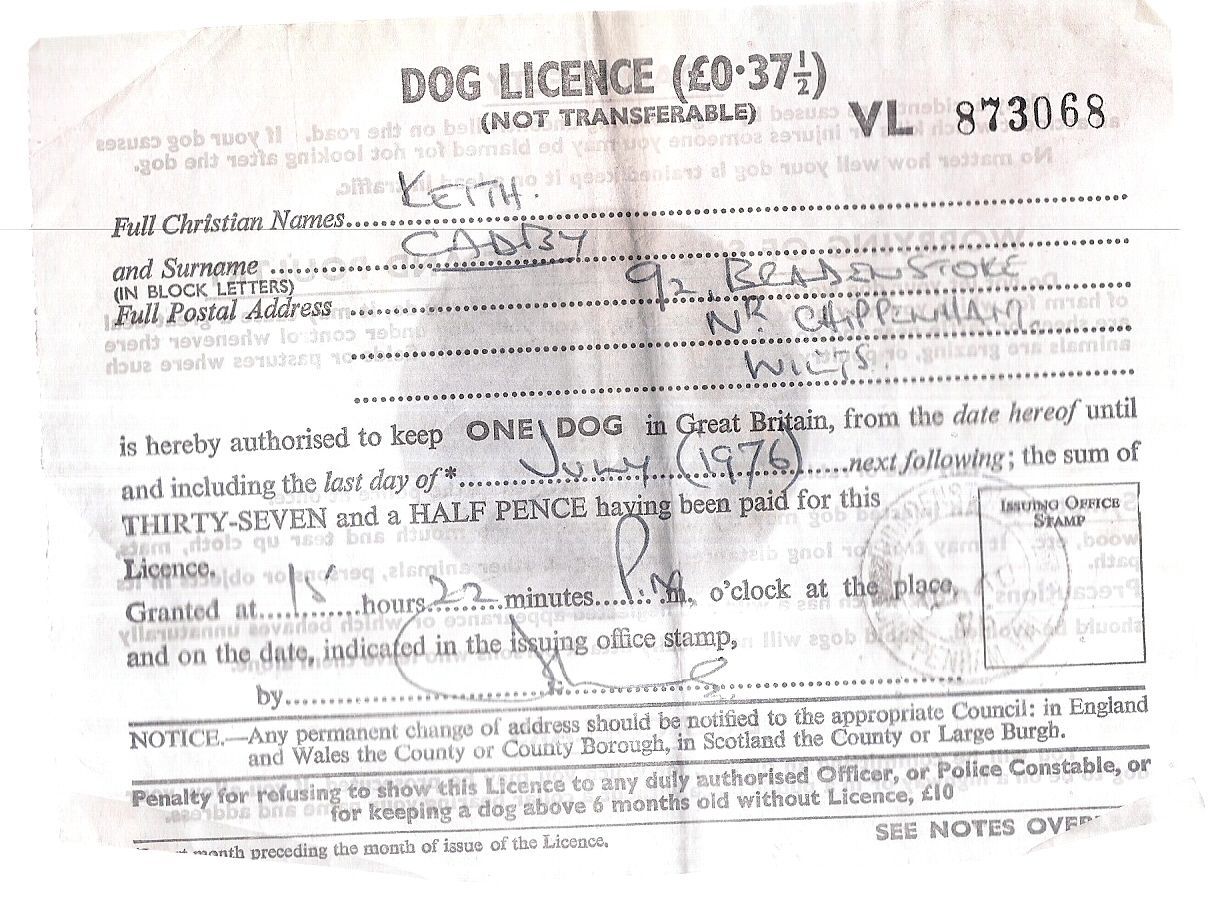 DOG LICENCE (£0·37½)
(NOT TRANSFERABLE)
VL 873068
KEITH.
Full Christian Names
CADBY
and Surname
(IN BLOCK LETTERS)
92, BRADENSTOKE
Full Postal Address
NR CHIPPENHAM
WILTS.
is hereby authorised to keep ONE DOG in Great Britain, from the date hereof until
and including the last day of * JULY (1976) next following; the sum of
THIRTY-SEVEN and a HALF PENCE having been paid for this
Licence.
ISSUING OFFICE
STAMP
Granted at 15 hours 22 minutes P.m. o'clock at the place,
and on the date, indicated in the issuing office stamp,
by
NOTICE.—Any permanent change of address should be notified to the appropriate Council: in England
and Wales the County or County Borough, in Scotland the County or Large Burgh.
Penalty for refusing to show this Licence to any duly authorised Officer, or Police Constable, or
for keeping a dog above 6 months old without Licence, £10
SEE NOTES OVER
month preceding the month of issue of the Licence.